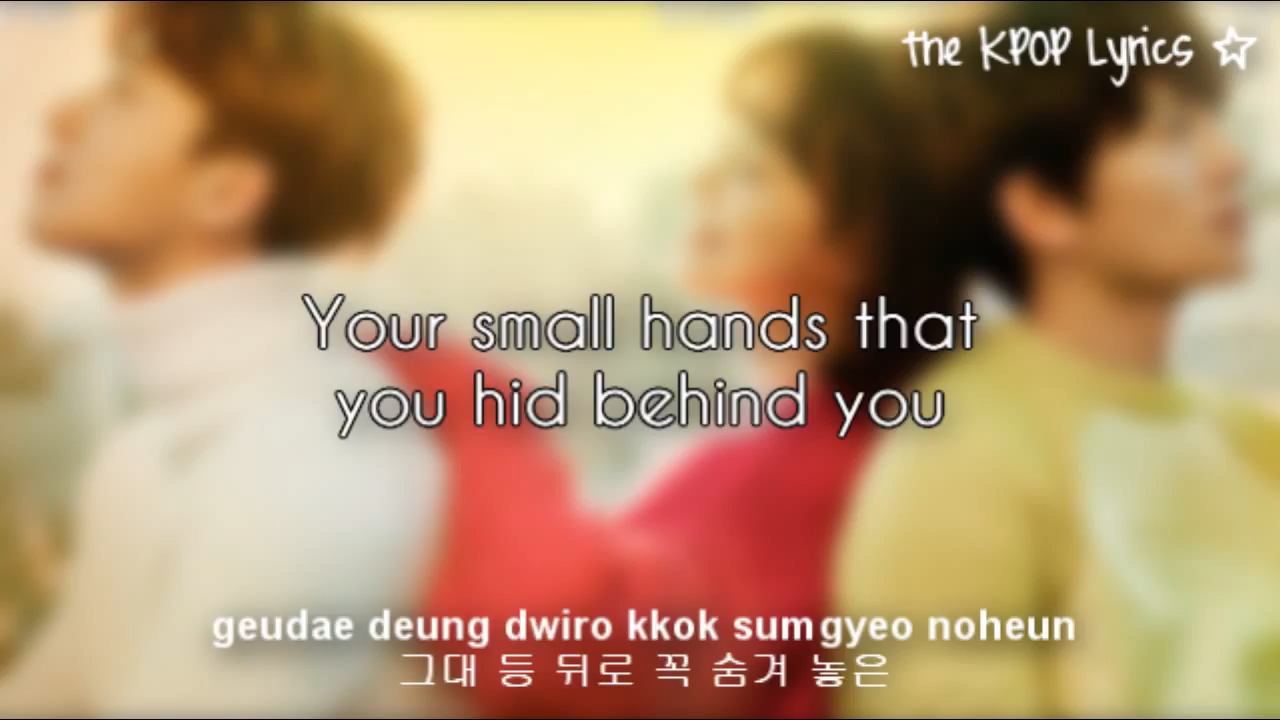 the KPOP Lyrics ☆
Your small hands that
you hid behind you
geudae deung dwiro kkok sumgyeo noheun
그대 등 뒤로 꼭 숨겨 놓은